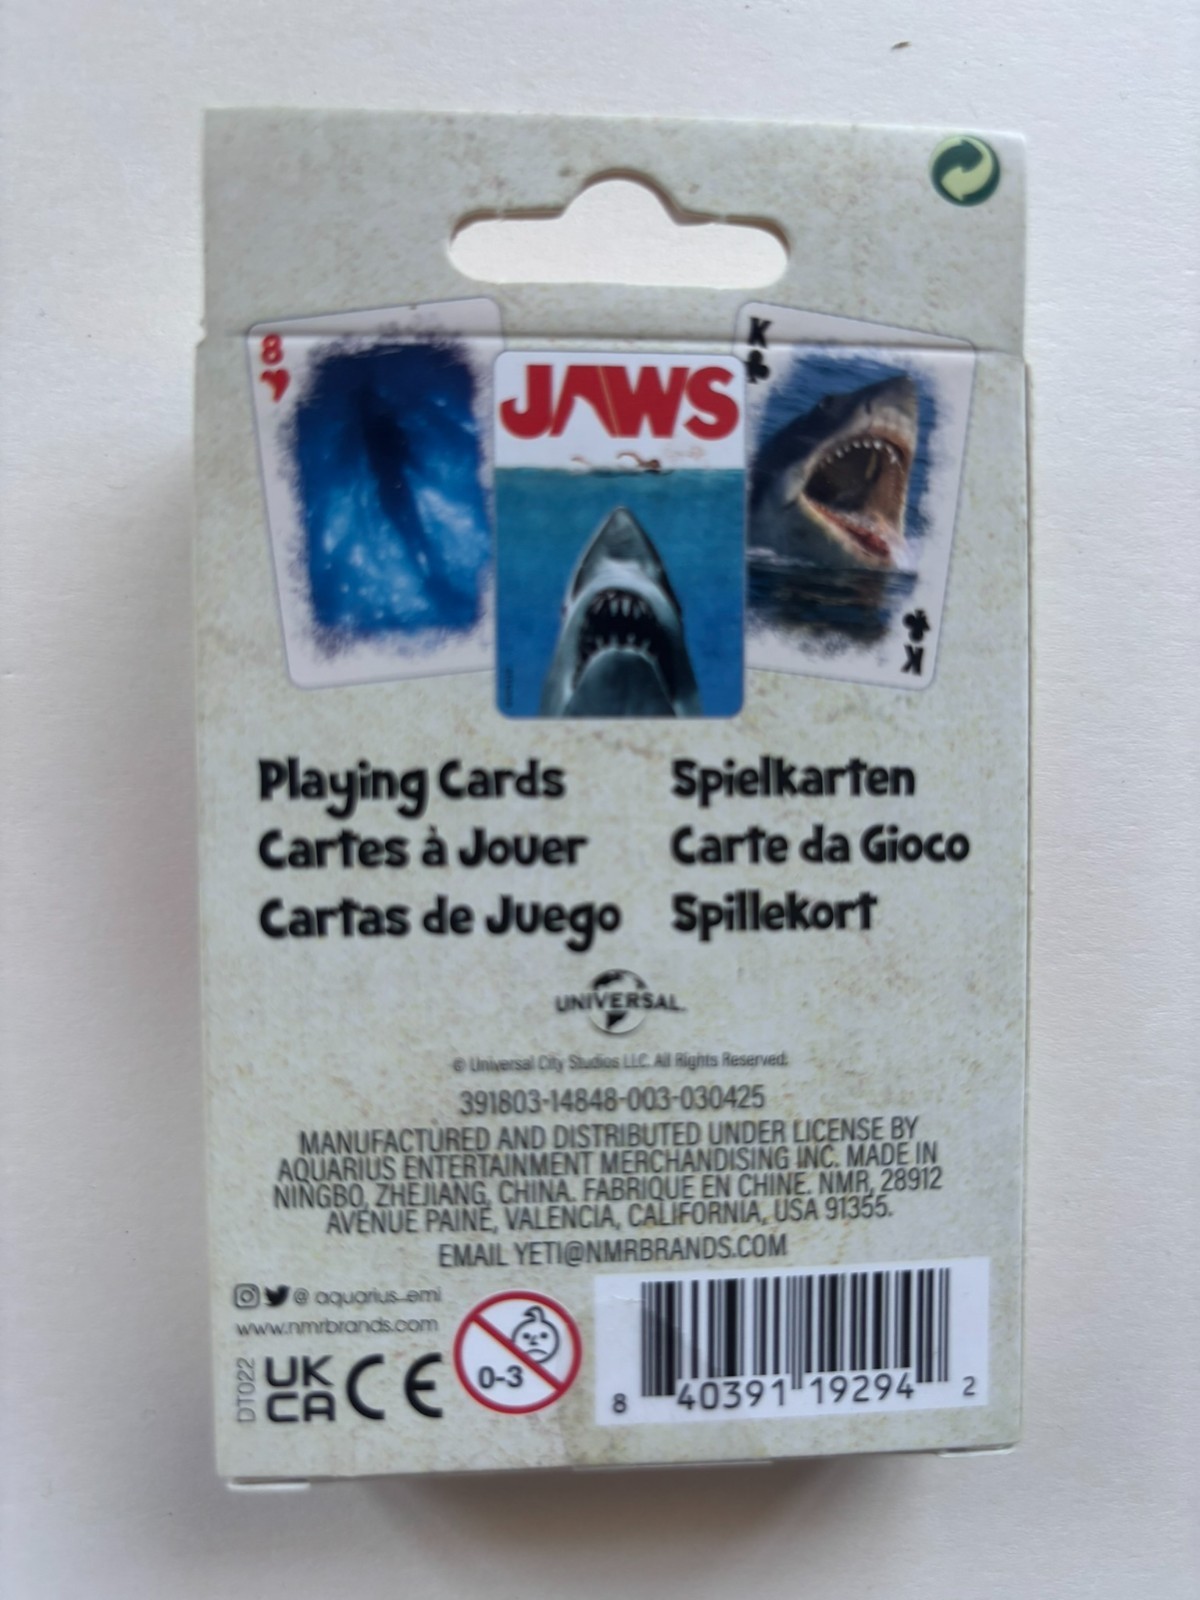 8
JAWS
K
K
Playing Cards
Cartes à Jouer
Cartas de Juego
Spielkarten
Carte da Gioco
Spillekort
UNIVERSAL
© Universal City Studios LLC. All Rights Reserved.
391803-14848-003-030425
MANUFACTURED AND DISTRIBUTED UNDER LICENSE BY
AQUARIUS ENTERTAINMENT MERCHANDISING INC. MADE IN
NINGBO, ZHEJIANG, CHINA. FABRIQUE EN CHINE. NMR, 28912
AVENUE PAINE, VALENCIA, CALIFORNIA, USA 91355.
EMAIL YETI@NMRBRANDS.COM
@ aquarius_emi
www.nmrbrands.com
DT022
UK
CA
CE
0-3
8 40391 19294 2